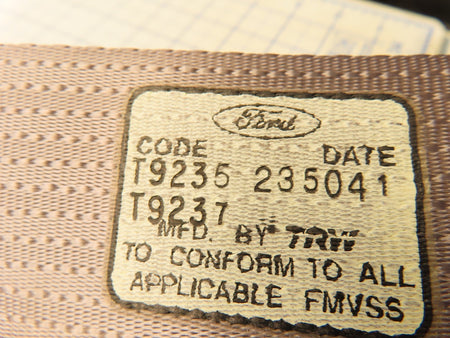 Ford
CODE DATE
T9235 235041
T9237
MFD. BY TRW
TO CONFORM TO ALL
APPLICABLE FMVSS